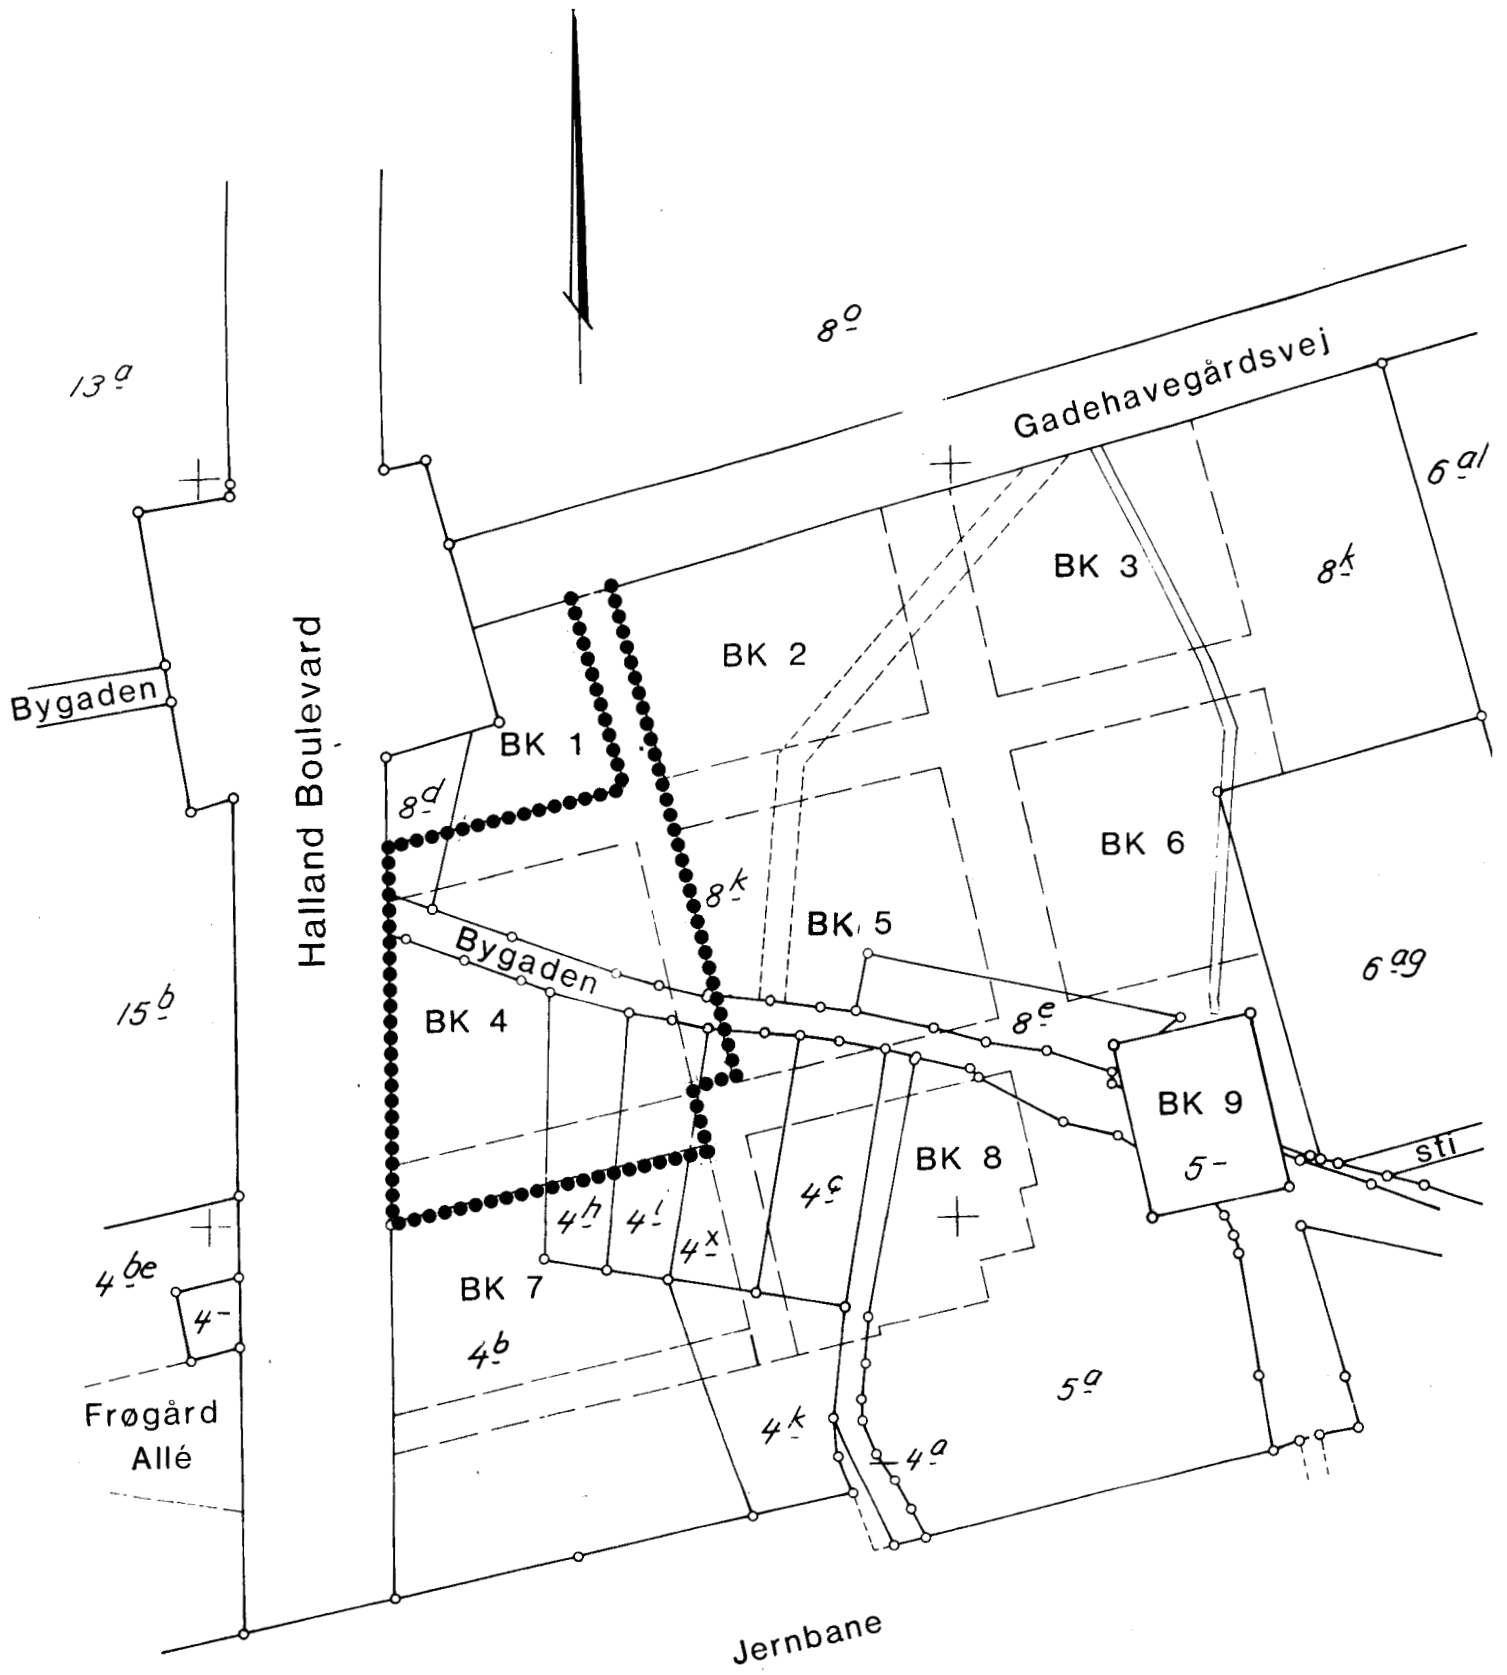 8o
13a
Gadehavegårdsvej
6al
BK 3
8k
BK 2
Bygaden
Halland Boulevard
BK 1
8d
BK 6
8k
BK 5
Bygaden
6ag
15b
BK 4
8e
BK 9
sti
BK 8
5
4c
4h
4i
4x
4be
BK 7
4
4b
5a
Frøgård
Allé
4k
4a
Jernbane